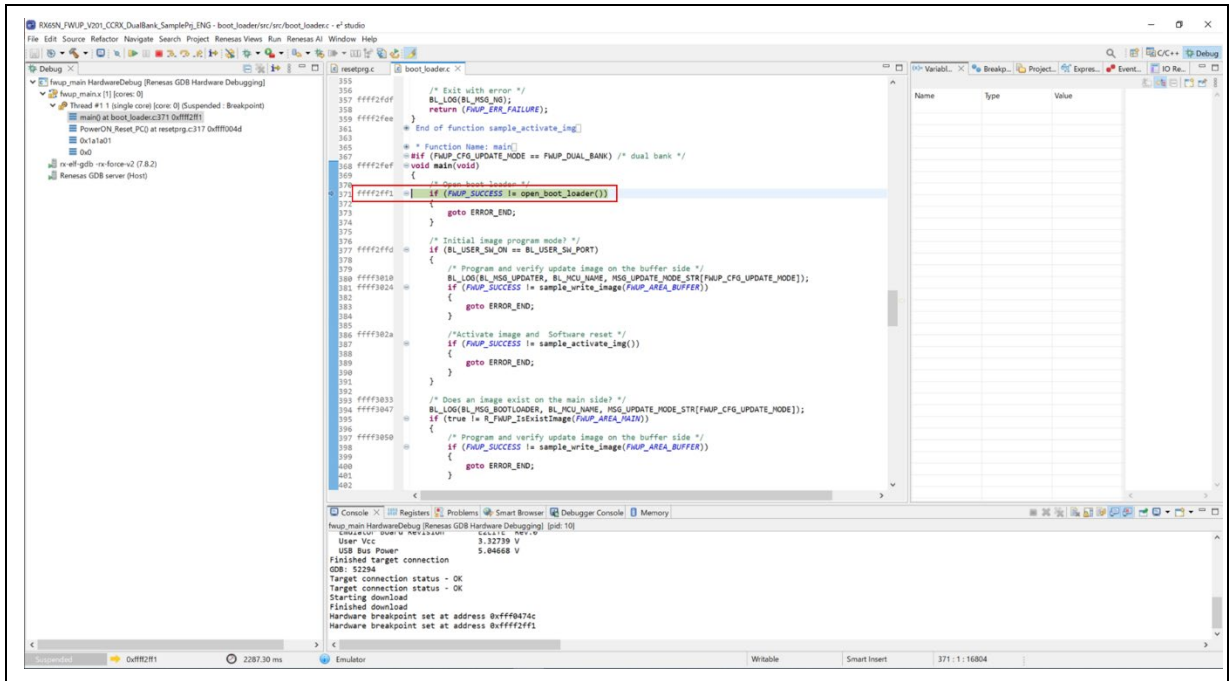 RX65N_FWUP_V201_CCRX_DualBank_SamplePrj_ENG - boot_loader/src/src/boot_loader.c - e² studio
File Edit Source Refactor Navigate Search Project Renesas Views Run Renesas AI Window Help
C/C++ Debug
Debug
fwup_main HardwareDebug [Renesas GDB Hardware Debugging]
fwup_main.x [1] [cores: 0]
Thread #1 1 (single core) [core: 0] (Suspended : Breakpoint)
main() at boot_loader.c:371 0xffff2ff1
PowerON_Reset_PC() at resetprg.c:317 0xffff004d
0x1a1a01
0x0
rx-elf-gdb -rx-force-v2 (7.8.2)
Renesas GDB server (Host)
resetprg.c boot_loader.c
355
356 /* Exit with error */
357 ffff2fdf BL_LOG(BL_MSG_NG);
358 return (FWUP_ERR_FAILURE);
359 ffff2fee }
361 End of function sample_activate_img
363
365 * Function Name: main
367 #if (FWUP_CFG_UPDATE_MODE == FWUP_DUAL_BANK) /* dual bank */
368 ffff2fef void main(void)
369 {
370 /* Open boot loader */
371 ffff2ff1 if (FWUP_SUCCESS != open_boot_loader())
372 {
373 goto ERROR_END;
374 }
375
376 /* Initial image program mode? */
377 ffff2ffd if (BL_USER_SW_ON == BL_USER_SW_PORT)
378 {
379 /* Program and verify update image on the buffer side */
380 ffff3010 BL_LOG(BL_MSG_UPDATER, BL_MCU_NAME, MSG_UPDATE_MODE_STR[FWUP_CFG_UPDATE_MODE]);
381 ffff3024 if (FWUP_SUCCESS != sample_write_image(FWUP_AREA_BUFFER))
382 {
383 goto ERROR_END;
384 }
385
386 ffff302a /*Activate image and Software reset */
387 if (FWUP_SUCCESS != sample_activate_img())
388 {
389 goto ERROR_END;
390 }
391 }
392
393 ffff3033 /* Does an image exist on the main side? */
394 ffff3047 BL_LOG(BL_MSG_BOOTLOADER, BL_MCU_NAME, MSG_UPDATE_MODE_STR[FWUP_CFG_UPDATE_MODE]);
395 if (true != R_FWUP_IsExistImage(FWUP_AREA_MAIN))
396 {
397 ffff3050 /* Program and verify update image on the buffer side */
398 if (FWUP_SUCCESS != sample_write_image(FWUP_AREA_BUFFER))
399 {
400 goto ERROR_END;
401 }
402
Variabl... Breakp... Project... Expres... Event... IO Re...
Name Type Value
Console Registers Problems Smart Browser Debugger Console Memory
fwup_main HardwareDebug [Renesas GDB Hardware Debugging] [pid: 10]
User Vcc 3.32739 V
USB Bus Power 5.04668 V
Finished target connection
GDB: 52294
Target connection status - OK
Target connection status - OK
Starting download
Finished download
Hardware breakpoint set at address 0xfff0474c
Hardware breakpoint set at address 0xffff2ff1
Suspended 0xffff2ff1 2287.30 ms Emulator Writable Smart Insert 371 : 1 : 16804